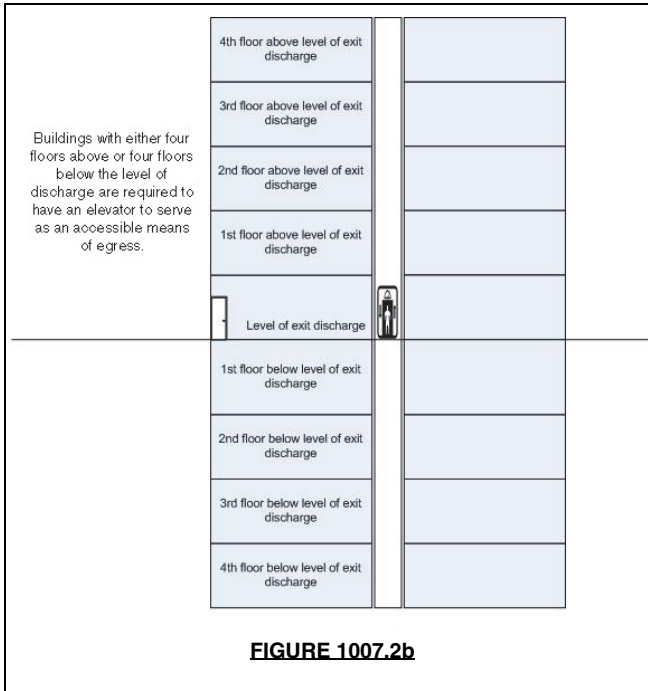 4th floor above level of exit
discharge
3rd floor above level of exit
discharge
Buildings with either four
floors above or four floors
below the level of
discharge are required to
have an elevator to serve
as an accessible means
of egress.
2nd floor above level of exit
discharge
1st floor above level of exit
discharge
Level of exit discharge
1st floor below level of exit
discharge
2nd floor below level of exit
discharge
3rd floor below level of exit
discharge
4th floor below level of exit
discharge
FIGURE 1007.2b